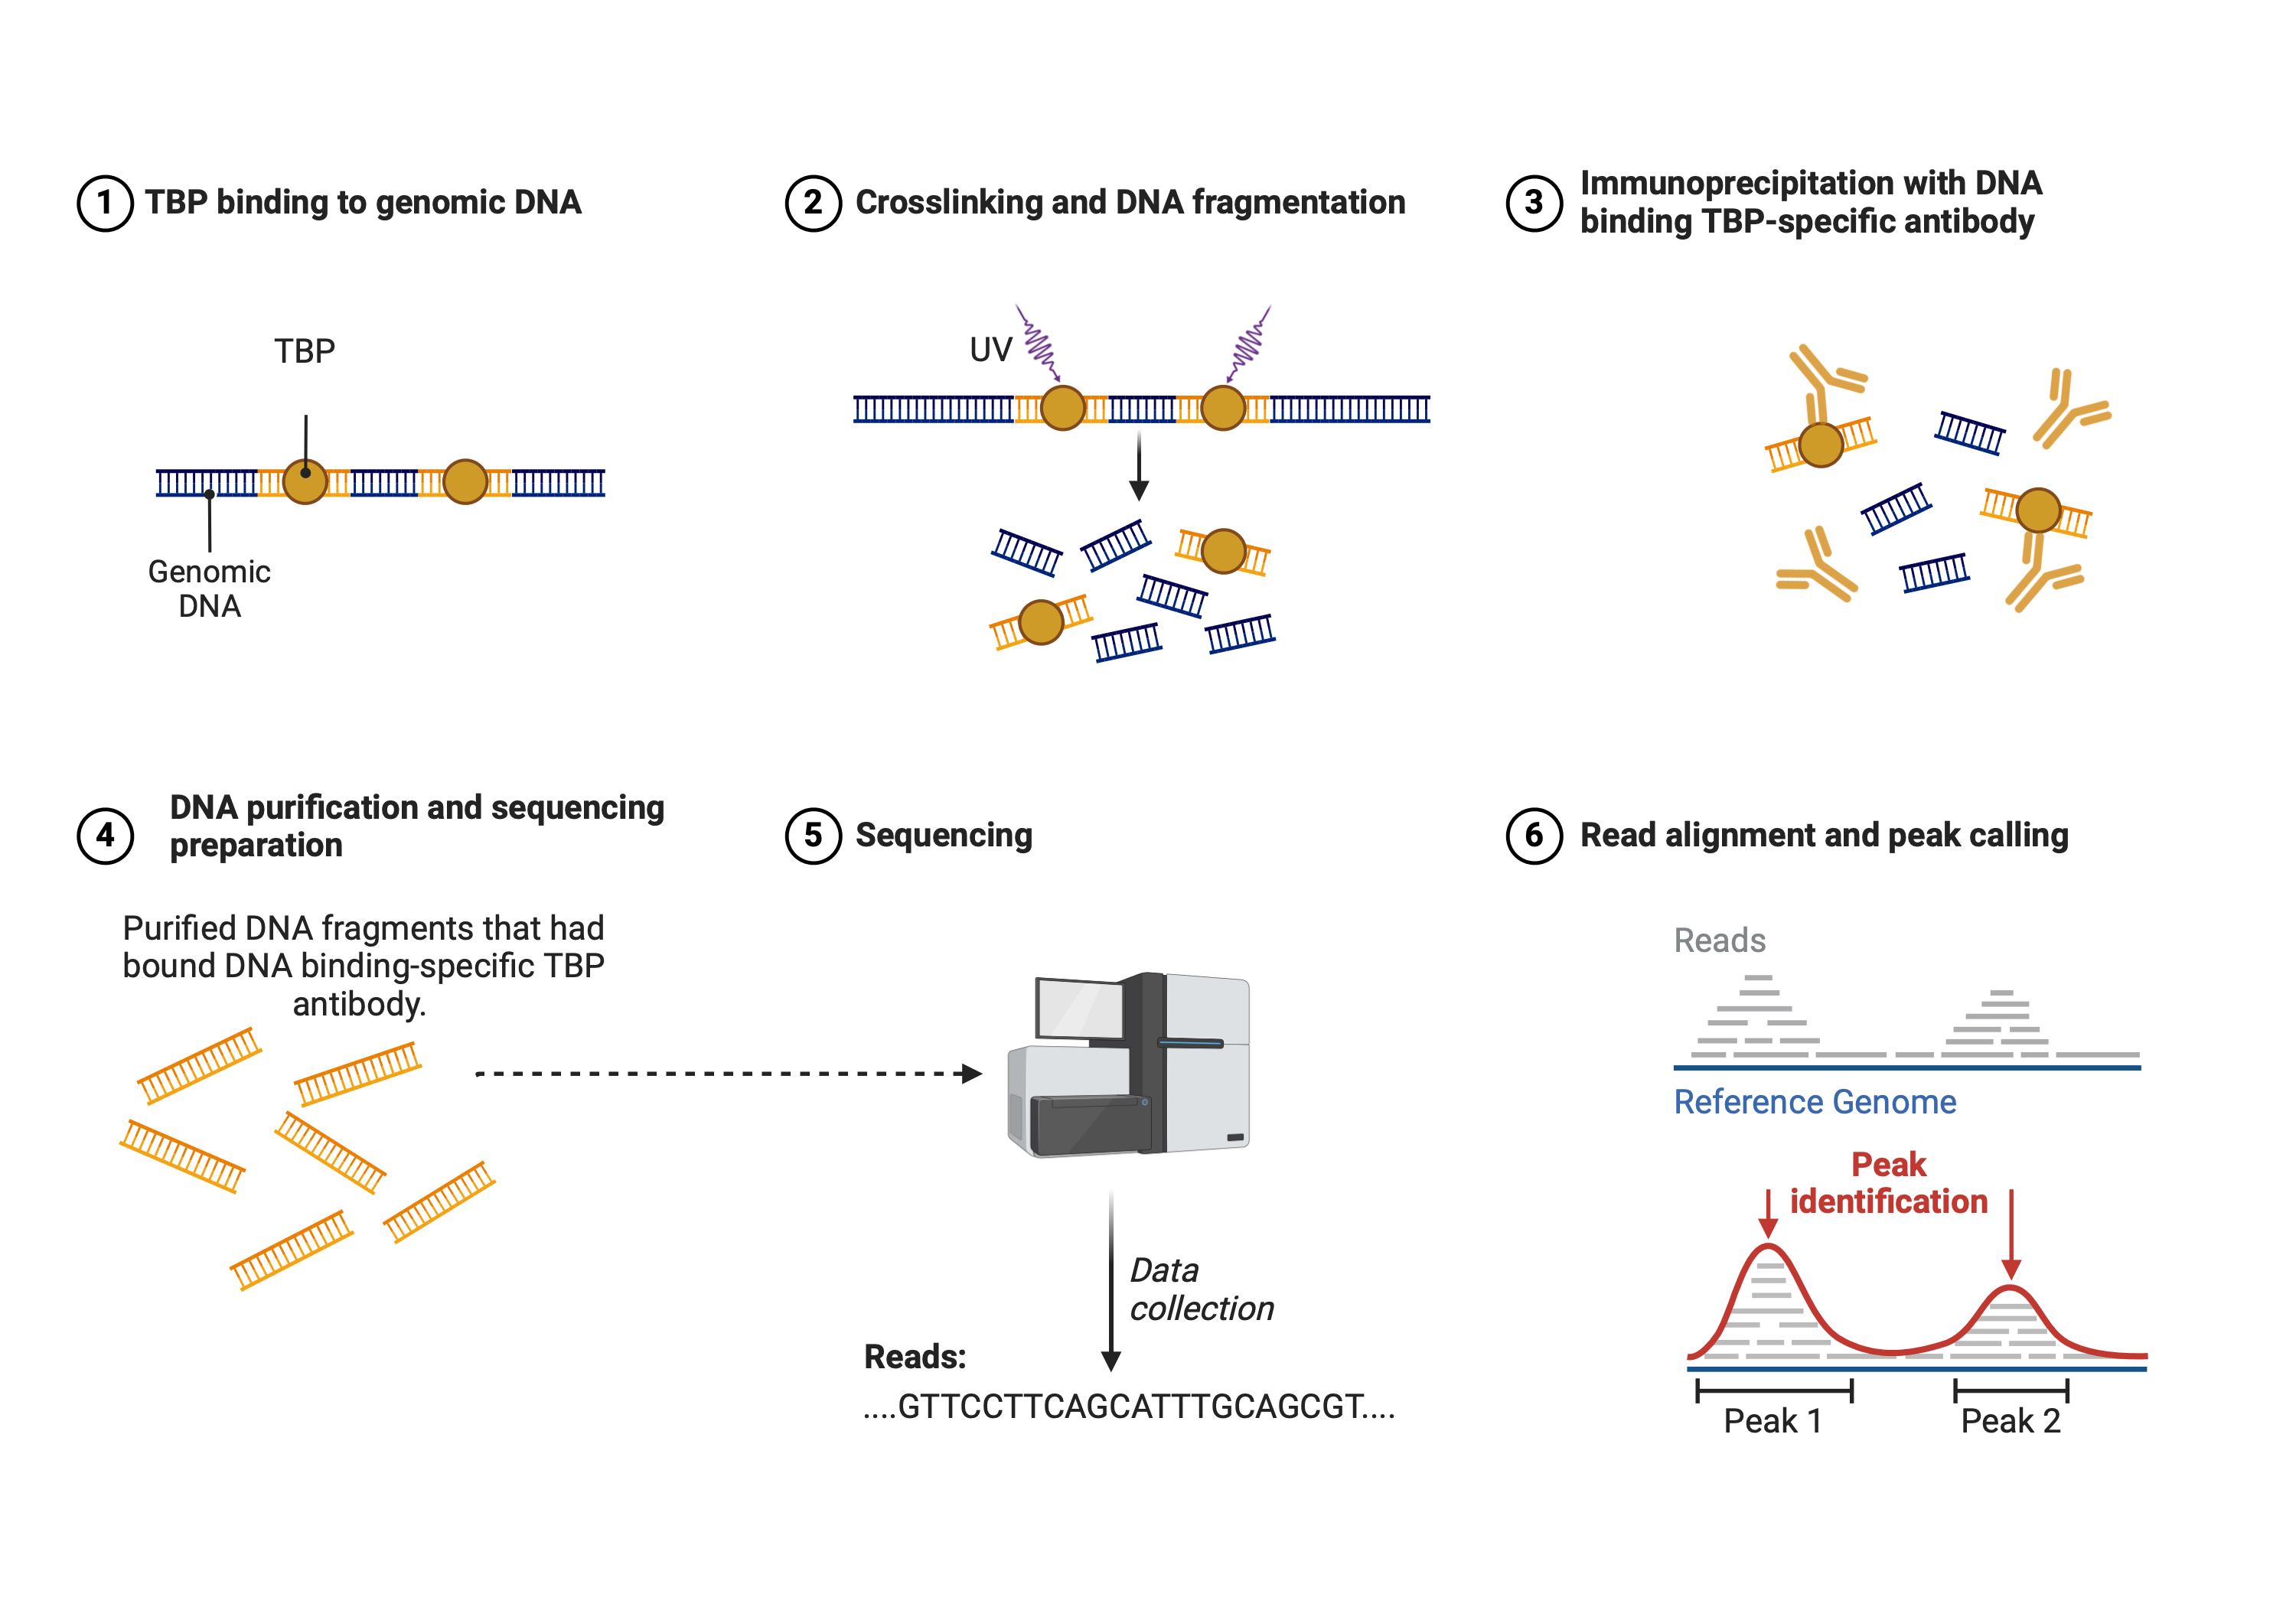 1 TBP binding to genomic DNA
TBP
Genomic
DNA
2 Crosslinking and DNA fragmentation
UV
3 Immunoprecipitation with DNA
binding TBP-specific antibody
4 DNA purification and sequencing
preparation
Purified DNA fragments that had
bound DNA binding-specific TBP
antibody.
5 Sequencing
Data
collection
Reads:
....GTTCCTTCAGCATTTGCAGCGT....
6 Read alignment and peak calling
Reads
Reference Genome
Peak
identification
Peak 1
Peak 2